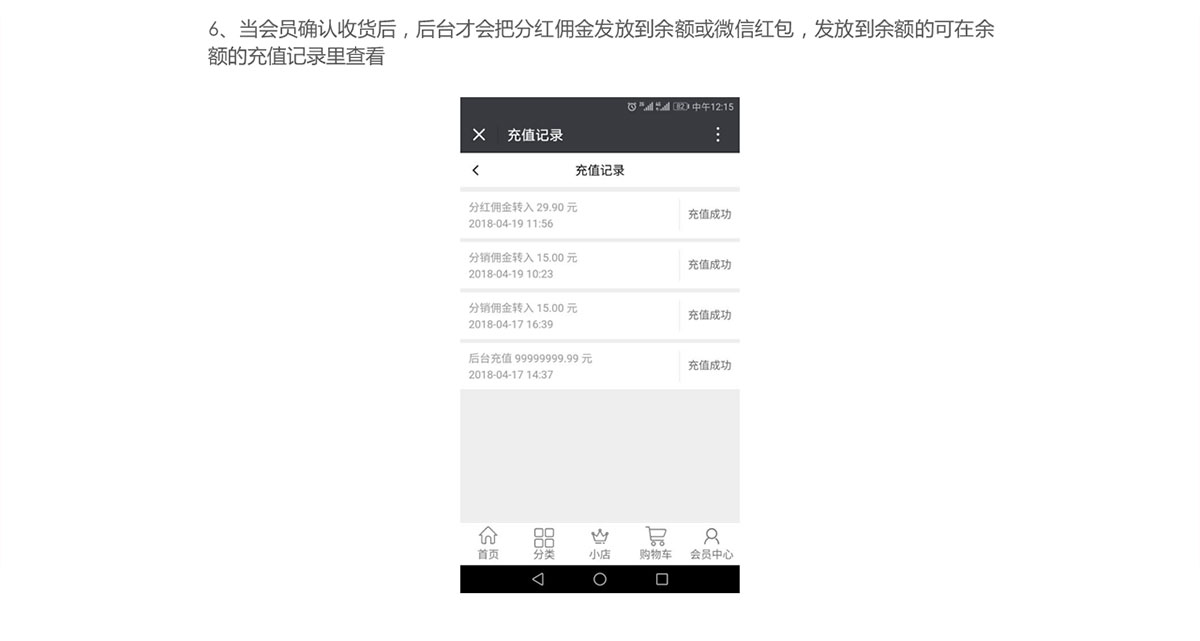 6、当会员确认收货后，后台才会把分红佣金发放到余额或微信红包，发放到余额的可在余
额的充值记录里查看
82 中午12:15
充值记录
充值记录
分红佣金转入 29.90 元
2018-04-19 11:56
充值成功
分销佣金转入 15.00 元
2018-04-19 10:23
充值成功
分销佣金转入 15.00 元
2018-04-17 16:39
充值成功
后台充值 99999999.99 元
2018-04-17 14:37
充值成功
首页 分类 小店 购物车 会员中心